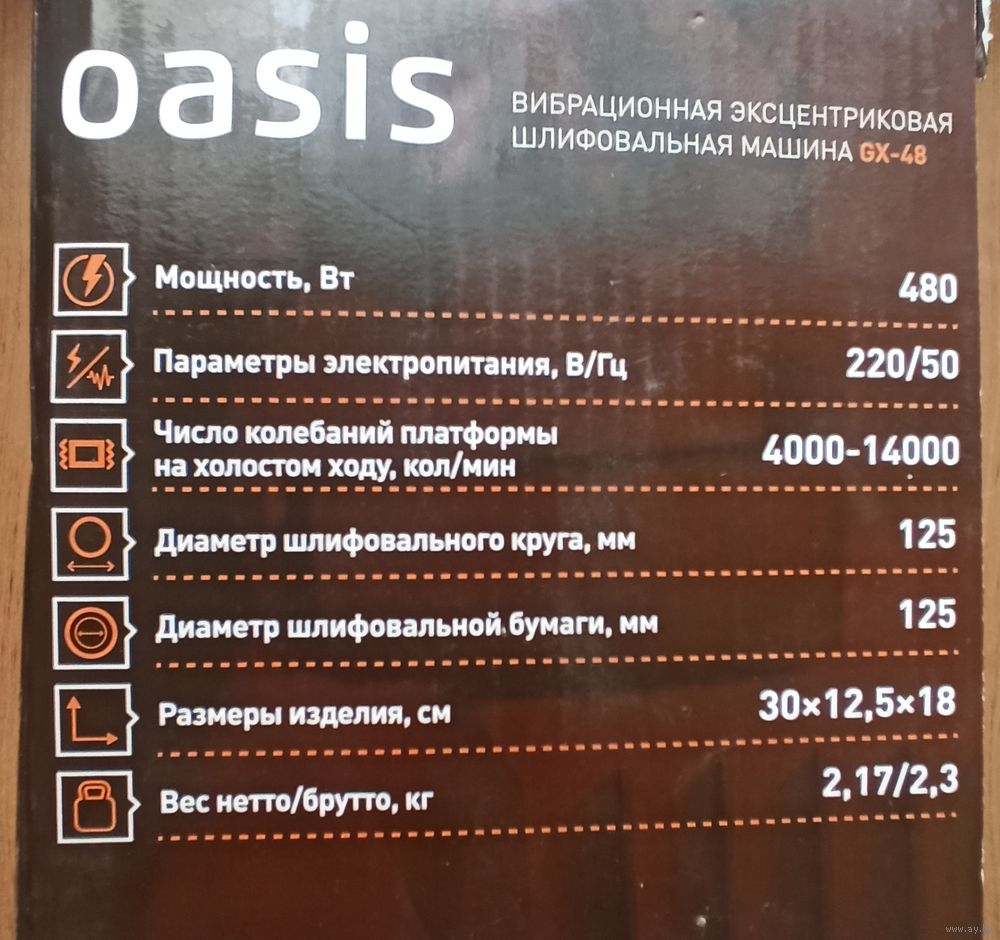 oasis
ВИБРАЦИОННАЯ ЭКСЦЕНТРИКОВАЯ
ШЛИФОВАЛЬНАЯ МАШИНА GX-48
Мощность, Вт 480
Параметры электропитания, В/Гц 220/50
Число колебаний платформы
на холостом ходу, кол/мин 4000-14000
Диаметр шлифовального круга, мм 125
Диаметр шлифовальной бумаги, мм 125
Размеры изделия, см 30×12,5×18
Вес нетто/брутто, кг 2,17/2,3